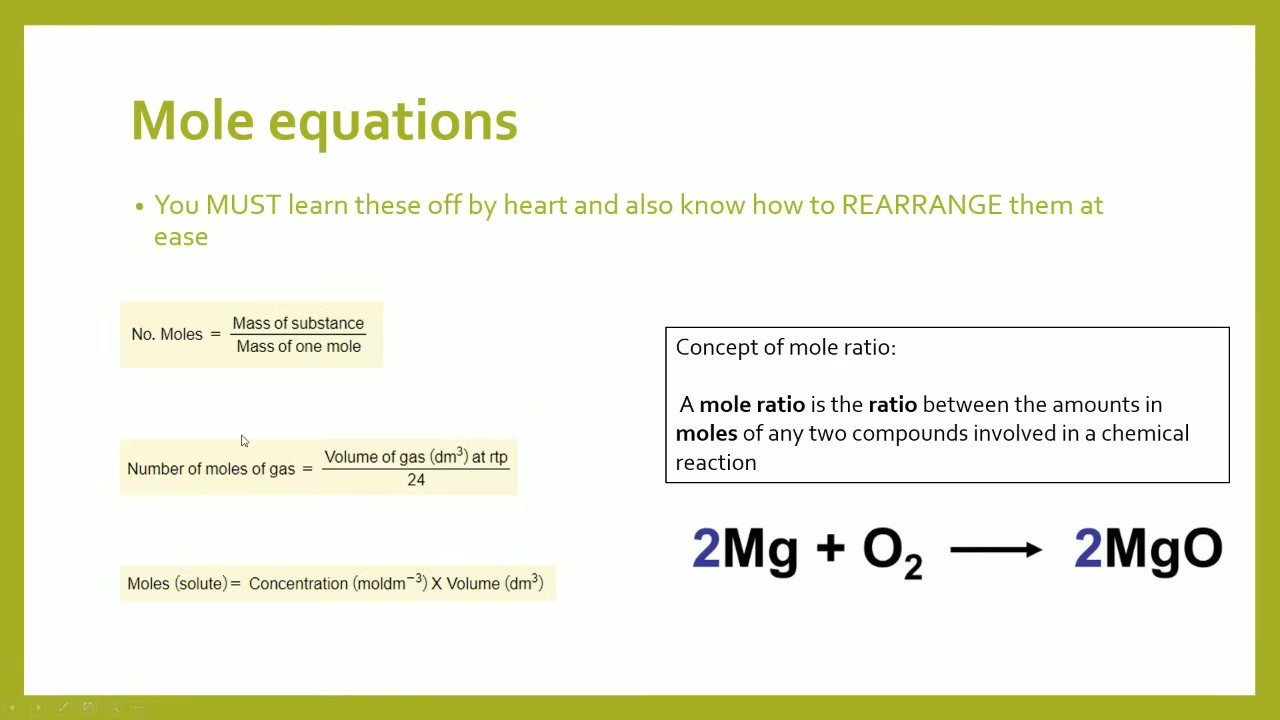 Mole equations
• You MUST learn these off by heart and also know how to REARRANGE them at
ease
No. Moles = Mass of substance
Mass of one mole
Number of moles of gas = Volume of gas (dm³) at rtp
24
Moles (solute) = Concentration (moldm⁻³) X Volume (dm³)
Concept of mole ratio:
A mole ratio is the ratio between the amounts in
moles of any two compounds involved in a chemical
reaction
2Mg + O₂ → 2MgO